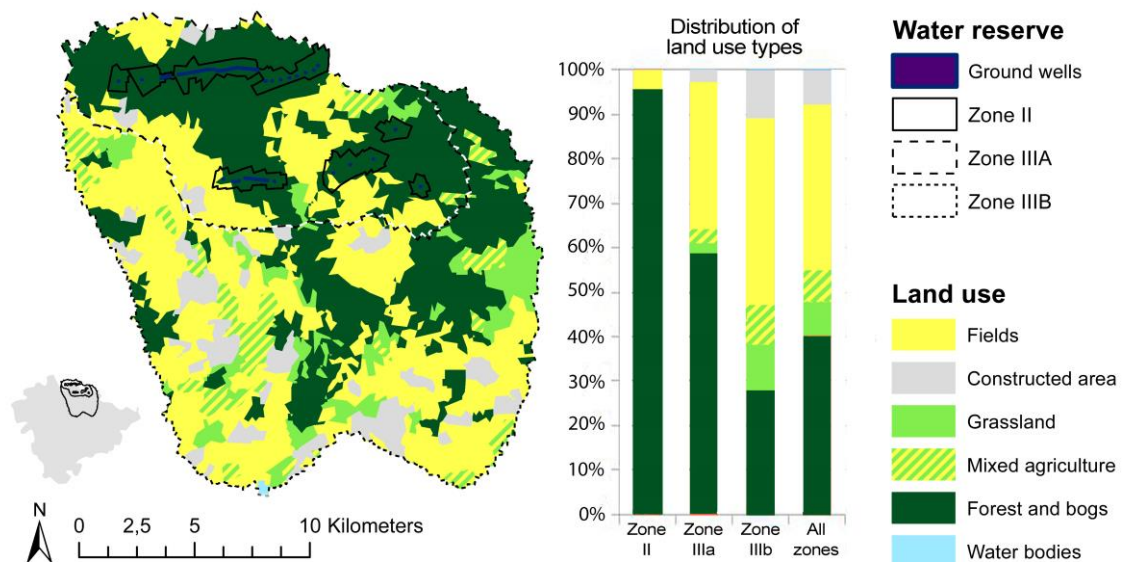 Distribution of
land use types
100%
90%
80%
70%
60%
50%
40%
30%
20%
10%
0%
Zone
II
Zone
IIIa
Zone
IIIb
All
zones
Water reserve
Ground wells
Zone II
Zone IIIA
Zone IIIB
Land use
Fields
Constructed area
Grassland
Mixed agriculture
Forest and bogs
Water bodies
N
0 2,5 5 10 Kilometers